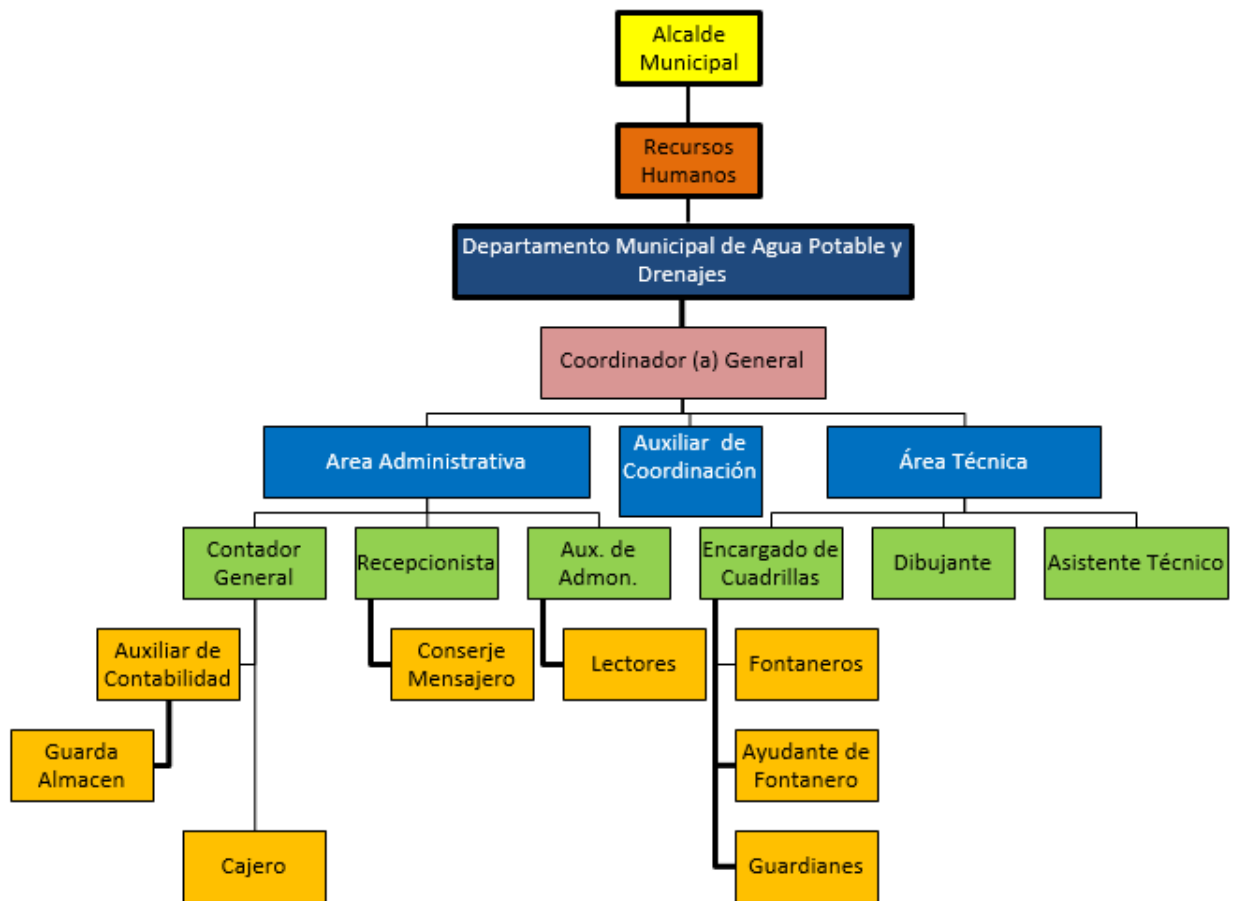 Alcalde
Municipal
Recursos
Humanos
Departamento Municipal de Agua Potable y
Drenajes
Coordinador (a) General
Area Administrativa
Auxiliar de
Coordinación
Área Técnica
Contador
General
Recepcionista
Aux. de
Admon.
Encargado de
Cuadrillas
Dibujante
Asistente Técnico
Auxiliar de
Contabilidad
Conserje
Mensajero
Lectores
Fontaneros
Guarda
Almacen
Ayudante de
Fontanero
Cajero
Guardianes